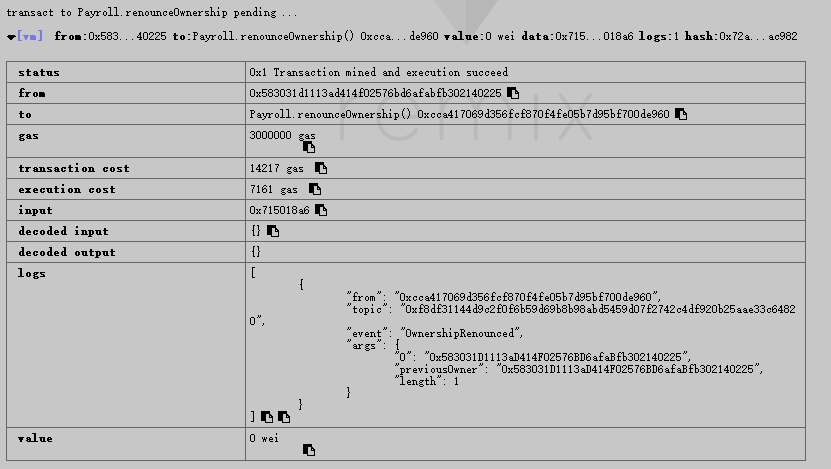 transact to Payroll.renounceOwnership pending ...
[vm] from:0x583...40225 to:Payroll.renounceOwnership() 0xcca...de960 value:0 wei data:0x715...018a6 logs:1 hash:0x72a...ac982
status 0x1 Transaction mined and execution succeed
from 0x583031d1113ad414f02576bd6afabfb302140225
to Payroll.renounceOwnership() 0xcca417069d356fcf870f4fe05b7d95bf700de960
gas 3000000 gas
transaction cost 14217 gas
execution cost 7161 gas
input 0x715018a6
decoded input {}
decoded output {}
logs [
{
"from": "0xcca417069d356fcf870f4fe05b7d95bf700de960",
"topic": "0xf8df31144d9c2f0f6b59d69b8b98abd5459d07f2742c4df920b25aae33c6482
0",
"event": "OwnershipRenounced",
"args": {
"0": "0x583031D1113aD414F02576BD6afaBfb302140225",
"previousOwner": "0x583031D1113aD414F02576BD6afaBfb302140225",
"length": 1
}
}
]
value 0 wei
remix